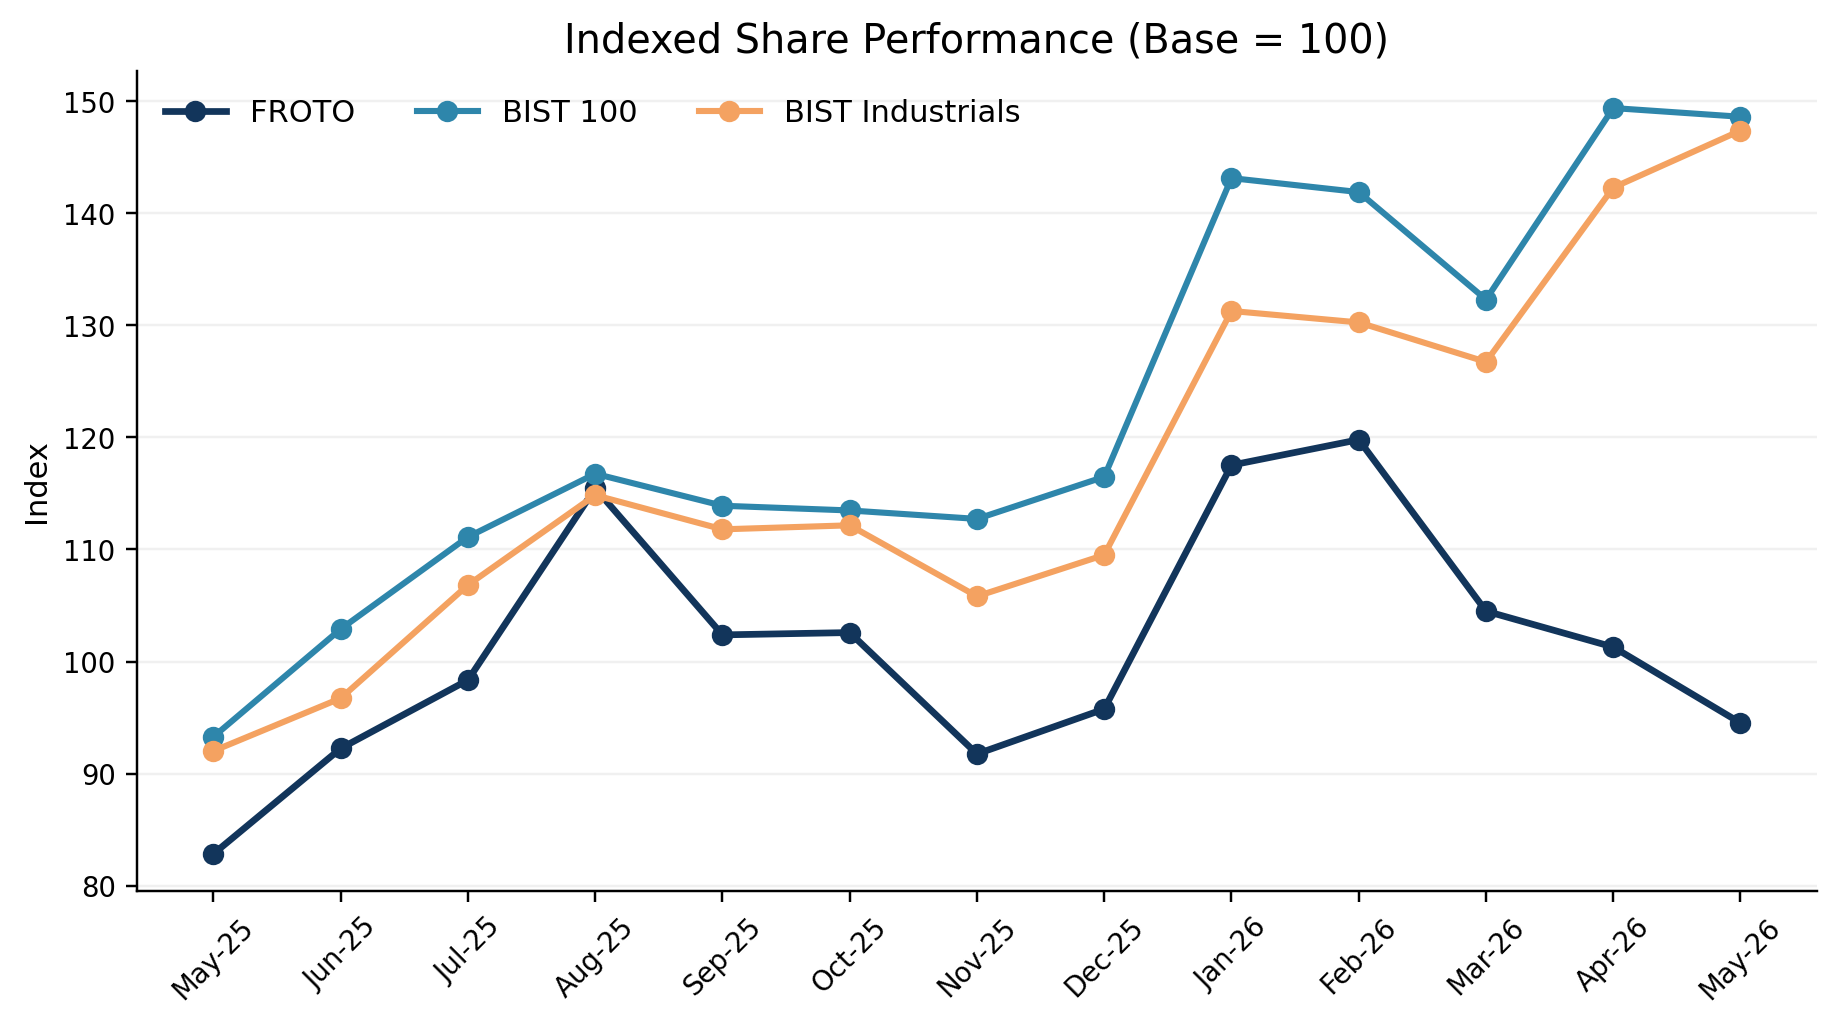 Indexed Share Performance (Base = 100)
FROTO BIST 100 BIST Industrials
Index
150
140
130
120
110
100
90
80
May-25 Jun-25 Jul-25 Aug-25 Sep-25 Oct-25 Nov-25 Dec-25 Jan-26 Feb-26 Mar-26 Apr-26 May-26